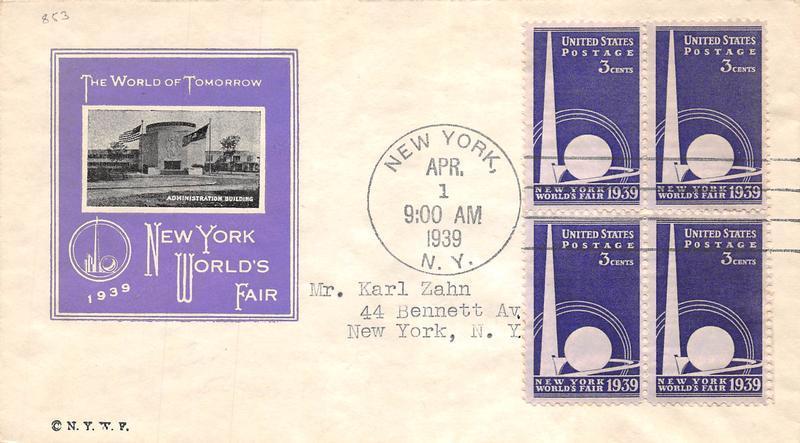 853
THE WORLD OF TOMORROW
ADMINISTRATION BUILDING
1939
NEW YORK
WORLD'S
FAIR
© N. Y. W. F.
NEW YORK,
APR.
1
9:00 AM
1939
N. Y.
Mr. Karl Zahn
44 Bennett Av
New York, N. Y
UNITED STATES
POSTAGE
3 CENTS
NEW YORK
WORLD'S FAIR 1939
UNITED STATES
POSTAGE
3 CENTS
NEW YORK
WORLD'S FAIR 1939
UNITED STATES
POSTAGE
3 CENTS
NEW YORK
WORLD'S FAIR 1939
UNITED STATES
POSTAGE
3 CENTS
NEW YORK
WORLD'S FAIR 1939